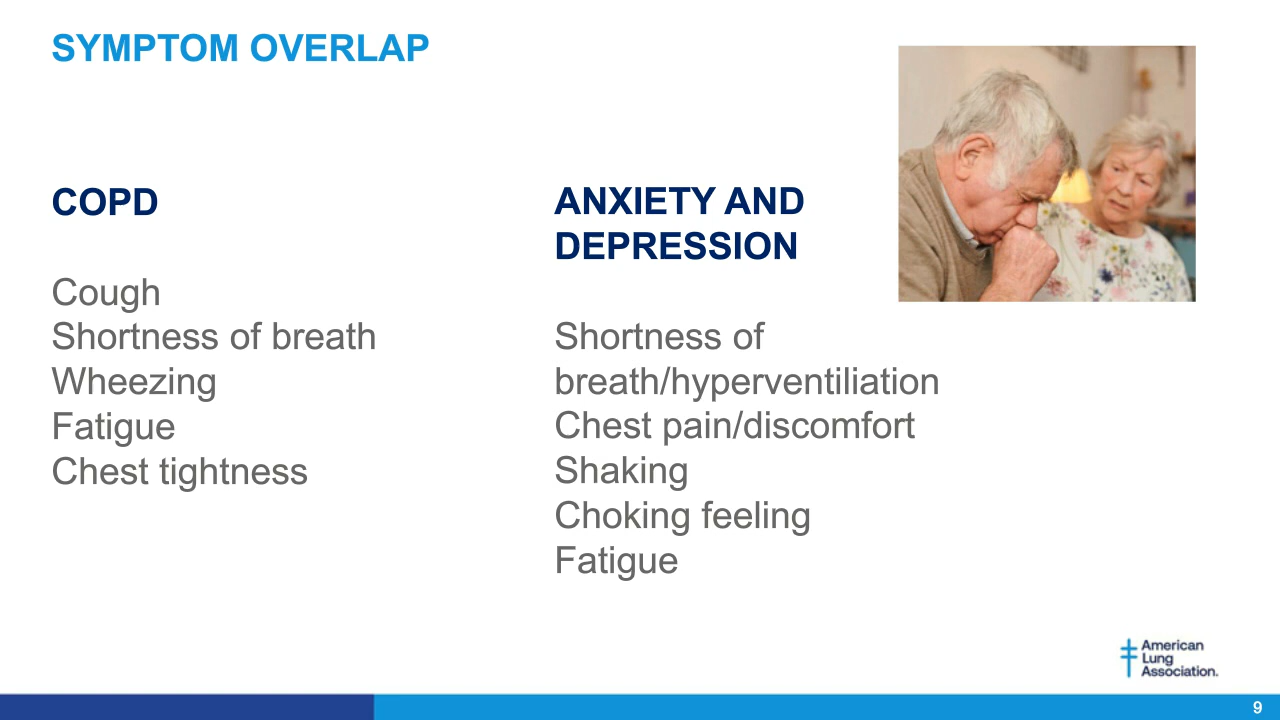 SYMPTOM OVERLAP
COPD
Cough
Shortness of breath
Wheezing
Fatigue
Chest tightness
ANXIETY AND
DEPRESSION
Shortness of
breath/hyperventiliation
Chest pain/discomfort
Shaking
Choking feeling
Fatigue
American
Lung
Association.
9